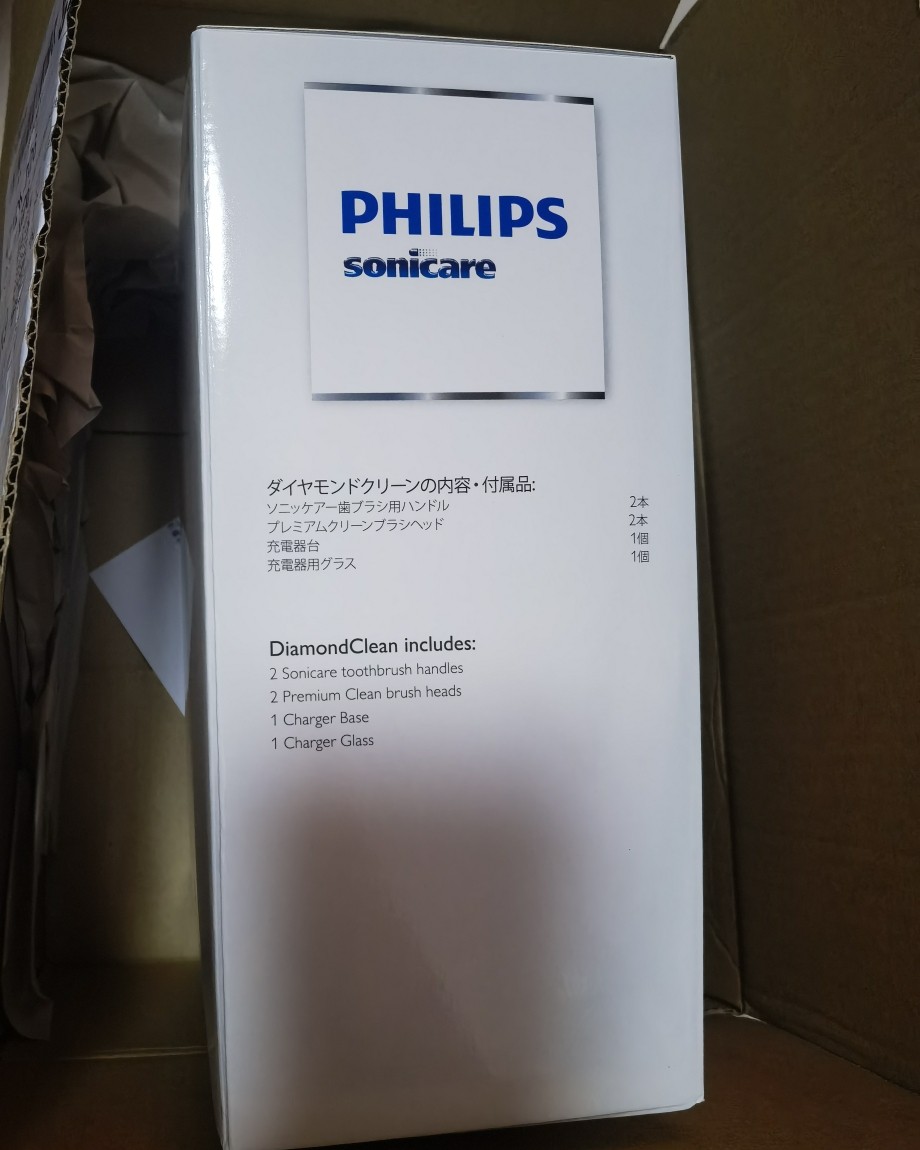 PHILIPS
sonicare
ダイヤモンドクリーンの内容・付属品:
ソニッケアー歯ブラシ用ハンドル 2本
プレミアムクリーンブラシヘッド 2本
充電器台 1個
充電器用グラス 1個
DiamondClean includes:
2 Sonicare toothbrush handles
2 Premium Clean brush heads
1 Charger Base
1 Charger Glass